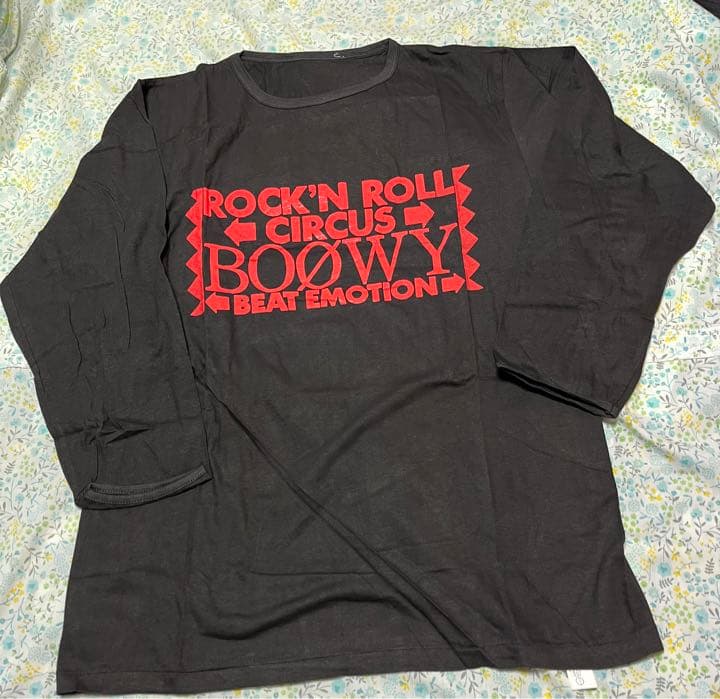 ROCK'N ROLL
CIRCUS
BOØWY
BEAT EMOTION